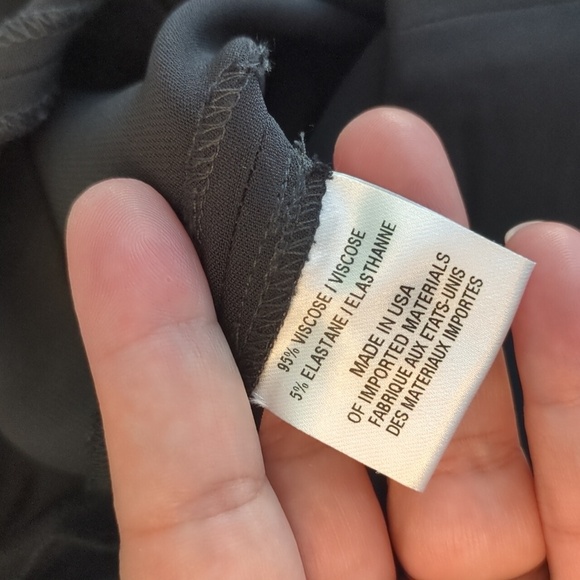 95% VISCOSE / VISCOSE
5% ELASTANE / ELASTHANNE
MADE IN USA
OF IMPORTED MATERIALS
FABRIQUE AUX ETATS-UNIS
DES MATERIAUX IMPORTES